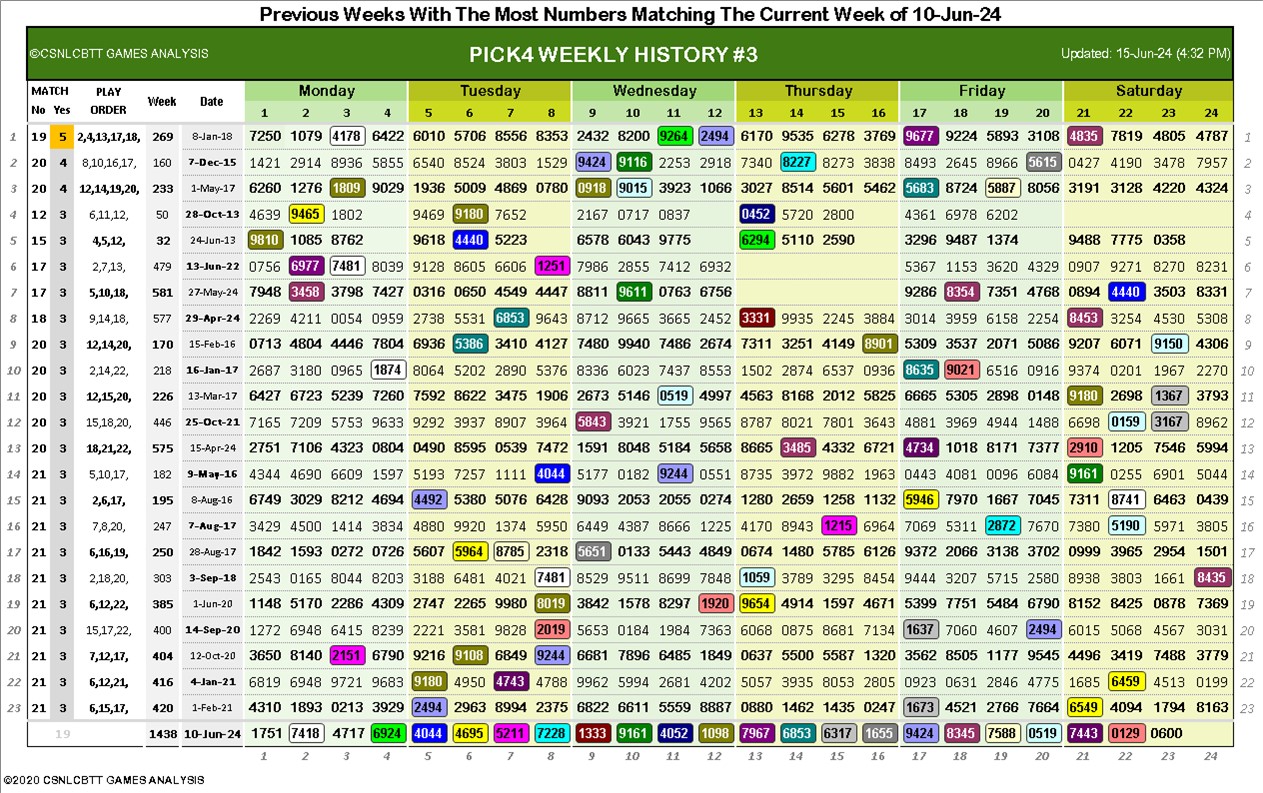 Previous Weeks With The Most Numbers Matching The Current Week of 10-Jun-24
©CSNLCBTT GAMES ANALYSIS PICK4 WEEKLY HISTORY #3 Updated: 15-Jun-24 (4:32 PM)
MATCH PLAY Week Date Monday Tuesday Wednesday Thursday Friday Saturday
No Yes ORDER 1 2 3 4 5 6 7 8 9 10 11 12 13 14 15 16 17 18 19 20 21 22 23 24
1 19 5 2,4,13,17,18, 269 8-Jan-18 7250 1079 4178 6422 6010 5706 8556 8353 2432 8200 9264 2494 6170 9535 6278 3769 9677 9224 5893 3108 4835 7819 4805 4787 1
2 20 4 8,10,16,17, 160 7-Dec-15 1421 2914 8936 5855 6540 8524 3803 1529 9424 9116 2253 2918 7340 8227 8273 3838 8493 2645 8966 5615 0427 4190 3478 7957 2
3 20 4 12,14,19,20, 233 1-May-17 6260 1276 1809 9029 1936 5009 4869 0780 0918 9015 3923 1066 3027 8514 5601 5462 5683 8724 5887 8056 3191 3128 4220 4324 3
4 12 3 6,11,12, 50 28-Oct-13 4639 9465 1802 9469 9180 7652 2167 0717 0837 0452 5720 2800 4361 6978 6202 4
5 15 3 4,5,12, 32 24-Jun-13 9810 1085 8762 9618 4440 5223 6578 6043 9775 6294 5110 2590 3296 9487 1374 9488 7775 0358 5
6 17 3 2,7,13, 479 13-Jun-22 0756 6977 7481 8039 9128 8605 6606 1251 7986 2855 7412 6932 5367 1153 3620 4329 0907 9271 8270 8231 6
7 17 3 5,10,18, 581 27-May-24 7948 3458 3798 7427 0316 0650 4549 4447 8811 9611 0763 6756 9286 8354 7351 4768 0894 4440 3503 8331 7
8 18 3 9,14,18, 577 29-Apr-24 2269 4211 0054 0959 2738 5531 6853 9643 8712 9665 3665 2452 3331 9935 2245 3884 3014 3959 6158 2254 8453 3254 4530 5308 8
9 20 3 12,14,20, 170 15-Feb-16 0713 4804 4446 7804 6936 5386 3410 4127 7480 9940 7486 2674 7311 3251 4149 8901 5309 3537 2071 5086 9207 6071 9150 4306 9
10 20 3 2,14,22, 218 16-Jan-17 2687 3180 0965 1874 8064 5202 2890 5376 8336 6023 7437 8553 1502 2874 6537 0936 8635 9021 6516 0916 9374 0201 1967 2270 10
11 20 3 12,15,20, 226 13-Mar-17 6427 6723 5239 7260 7592 8622 3475 1906 2673 5146 0519 4997 4563 8168 2012 5825 6665 5305 2898 0148 9180 2698 1367 3793 11
12 20 3 15,18,20, 446 25-Oct-21 7165 7209 5753 9633 9292 3937 8907 3964 5843 3921 1755 9565 8787 8021 7801 3643 4881 3969 4944 1488 6698 0159 3167 8962 12
13 20 3 18,21,22, 575 15-Apr-24 2751 7106 4323 0804 0490 8595 0539 7472 1591 8048 5184 5658 8665 3485 4332 6721 4734 1018 8171 7377 2910 1205 7546 5994 13
14 21 3 5,10,17, 182 9-May-16 4344 4690 6609 1597 5193 7257 1111 4044 5177 0182 9244 0551 8735 3972 9882 1963 0443 4081 0096 6084 9161 0255 6901 5044 14
15 21 3 2,6,17, 195 8-Aug-16 6749 3029 8212 4694 4492 5380 5076 6428 9093 2053 2055 0274 1280 2659 1258 1132 5946 7970 1667 7045 7311 8741 6463 0439 15
16 21 3 7,8,20, 247 7-Aug-17 3429 4500 1414 3834 4880 9920 1374 5950 6449 4387 8666 1225 4170 8943 1215 6964 7069 5311 2872 7670 7380 5190 5971 3805 16
17 21 3 6,16,19, 250 28-Aug-17 1842 1593 0272 0726 5607 5964 8785 2318 5651 0133 5443 4849 0674 1480 5785 6126 9372 2066 3138 3702 0999 3965 2954 1501 17
18 21 3 2,18,20, 303 3-Sep-18 2543 0165 8044 8203 3188 6481 4021 7481 8529 9511 8699 7848 1059 3789 3295 8454 9444 3207 5715 2580 8938 3803 1661 8435 18
19 21 3 6,12,22, 385 1-Jun-20 1148 5170 2286 4309 2747 2265 9980 8019 3842 1578 8297 1920 9654 4914 1597 4671 5399 7751 5484 6790 8152 8425 0878 7369 19
20 21 3 15,17,22, 400 14-Sep-20 1272 6948 6415 8239 2221 3581 9828 2019 5653 0184 1984 7363 6068 0875 8681 7134 1637 7060 4607 2494 6015 5068 4567 3031 20
21 21 3 7,12,17, 404 12-Oct-20 3650 8140 2151 6790 9216 9108 6849 9244 6681 7896 6485 1849 0637 5500 5587 1320 3562 8505 1177 9545 4496 3419 7488 3779 21
22 21 3 6,12,21, 416 4-Jan-21 6819 6948 9721 9683 9180 4950 4743 4788 9962 5994 2681 4202 5057 3935 8053 2805 0923 0631 2846 4775 1685 6459 4513 0199 22
23 21 3 6,15,17, 420 1-Feb-21 4310 1893 0213 3929 2494 2963 8994 2375 6822 6611 5559 8887 0880 1462 1435 0247 1673 4521 2766 7664 6549 4094 1794 8163 23
19 1438 10-Jun-24 1751 7418 4717 6924 4044 4695 5211 7228 1333 9161 4052 1098 7967 6853 6317 1655 9424 8345 7588 0519 7443 0129 0600
1 2 3 4 5 6 7 8 9 10 11 12 13 14 15 16 17 18 19 20 21 22 23 24
©2020 CSNLCBTT GAMES ANALYSIS